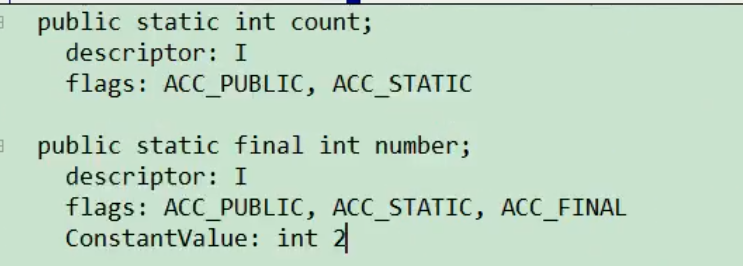 public static int count;
descriptor: I
flags: ACC_PUBLIC, ACC_STATIC
public static final int number;
descriptor: I
flags: ACC_PUBLIC, ACC_STATIC, ACC_FINAL
ConstantValue: int 2